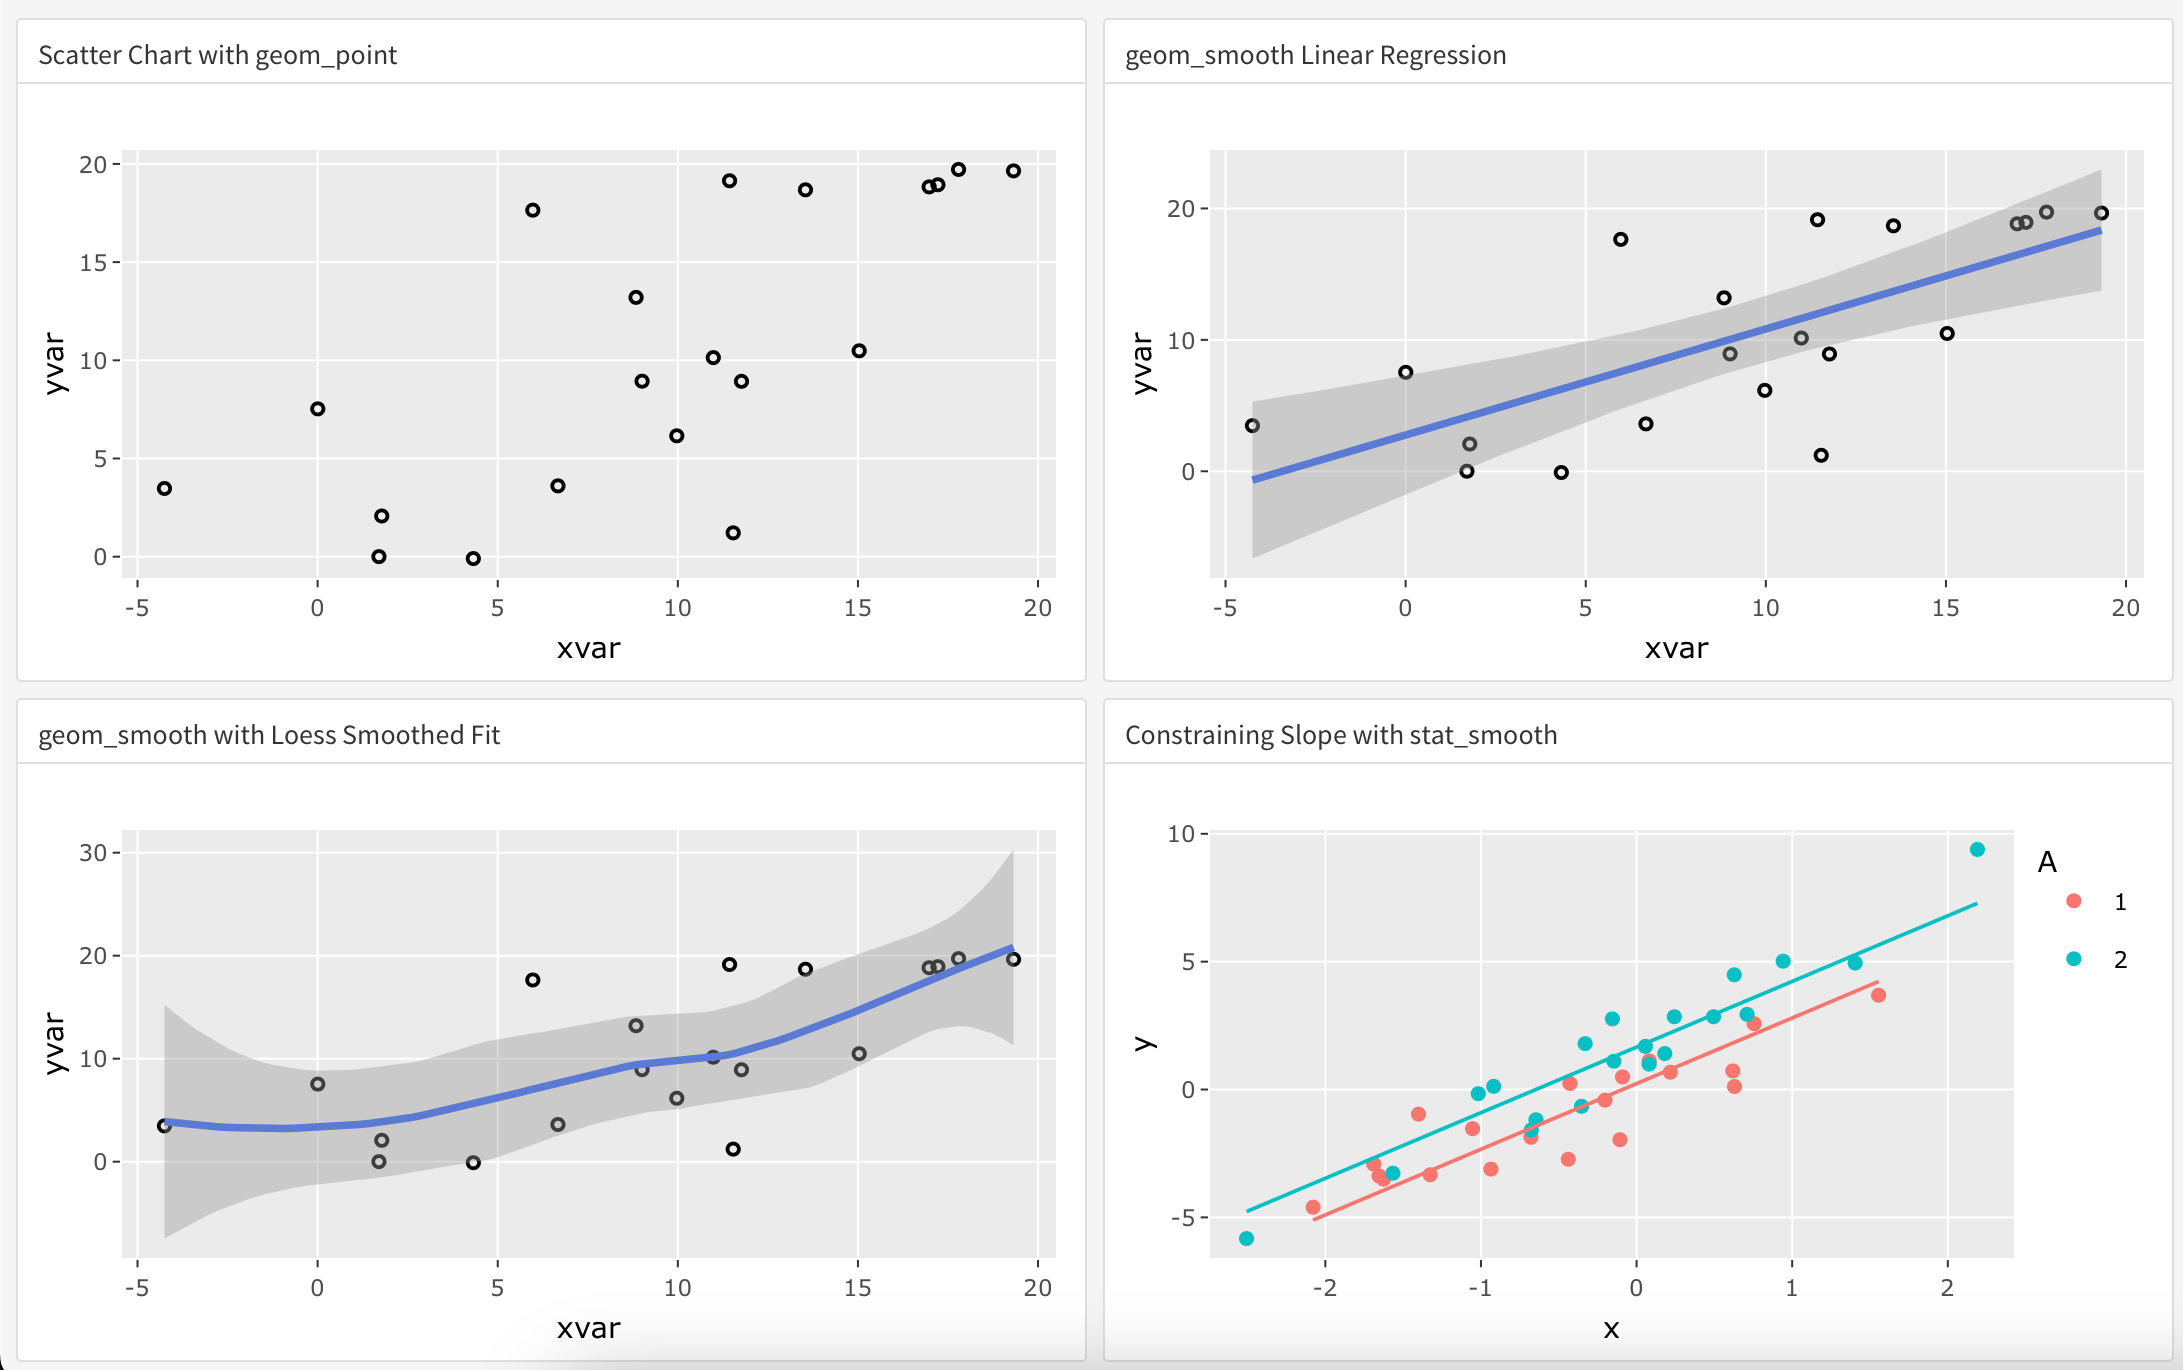 Scatter Chart with geom_point
20
15
10
5
0
yvar
-5 0 5 10 15 20
xvar
geom_smooth Linear Regression
20
10
0
yvar
-5 0 5 10 15 20
xvar
geom_smooth with Loess Smoothed Fit
30
20
10
0
yvar
-5 0 5 10 15 20
xvar
Constraining Slope with stat_smooth
10
5
0
-5
y
-2 -1 0 1 2
x
A
1
2